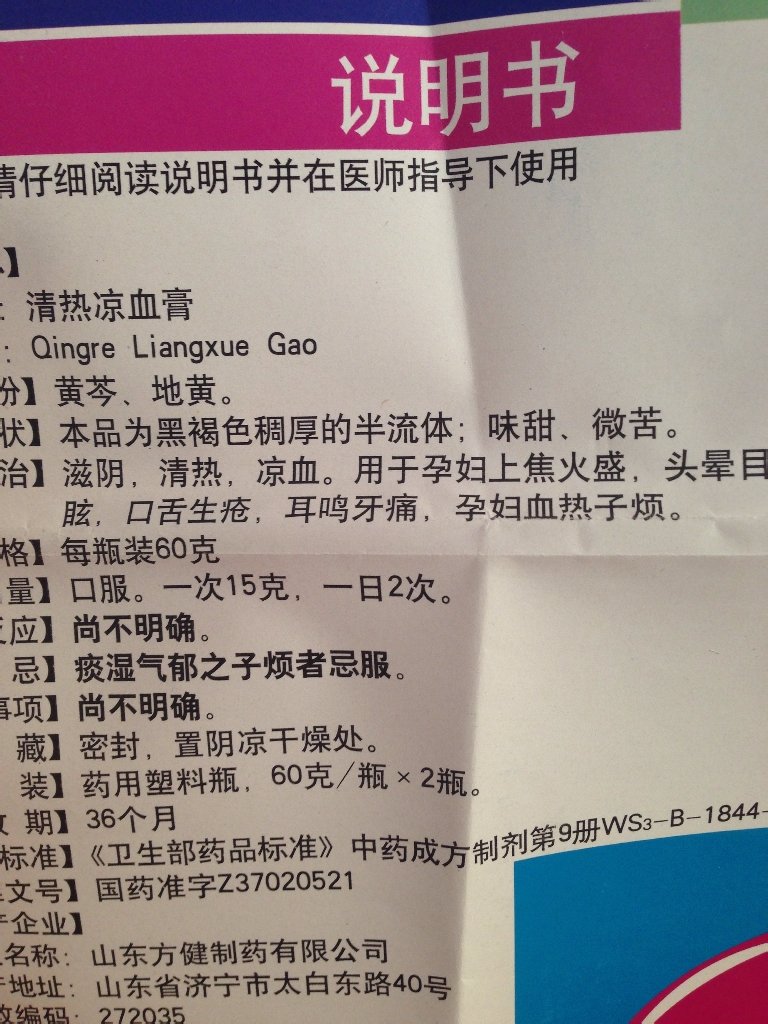 说明书
请仔细阅读说明书并在医师指导下使用
】
：清热凉血膏
：Qingre Liangxue Gao
份】黄芩、地黄。
状】本品为黑褐色稠厚的半流体；味甜、微苦。
治】滋阴，清热，凉血。用于孕妇上焦火盛，头晕目
眩，口舌生疮，耳鸣牙痛，孕妇血热子烦。
格】每瓶装60克
量】口服。一次15克，一日2次。
反应】尚不明确。
忌】痰湿气郁之子烦者忌服。
事项】尚不明确。
藏】密封，置阴凉干燥处。
装】药用塑料瓶，60克/瓶×2瓶。
效 期】36个月
标准】《卫生部药品标准》中药成方制剂第9册WS3-B-1844-
文号】国药准字Z37020521
产企业】
名称：山东方健制药有限公司
产地址：山东省济宁市太白东路40号
政编码：272035